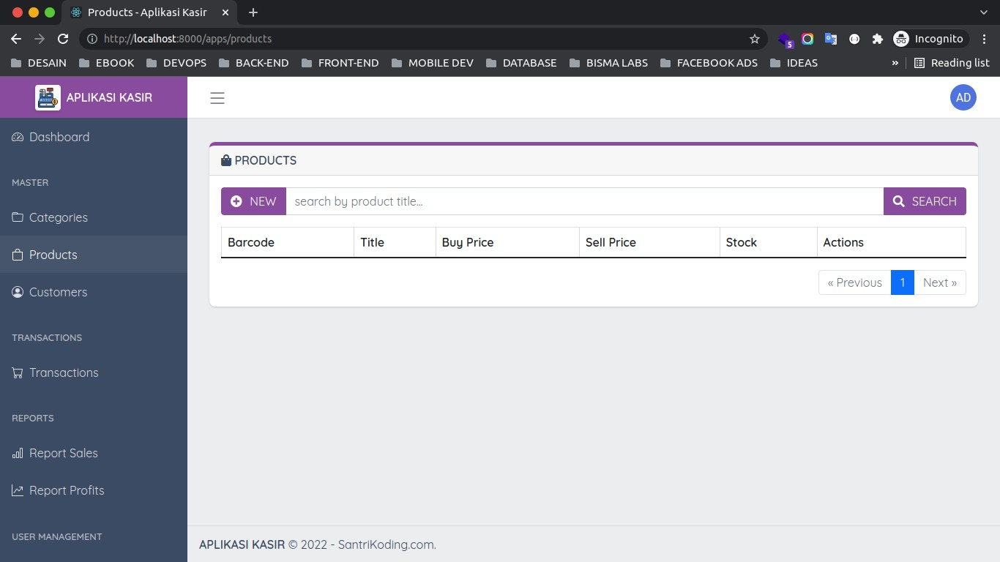 Products - Aplikasi Kasir
http://localhost:8000/apps/products
5
Incognito
DESAIN EBOOK DEVOPS BACK-END FRONT-END MOBILE DEV DATABASE BISMA LABS FACEBOOK ADS IDEAS » Reading list
APLIKASI KASIR
AD
Dashboard
MASTER
Categories
Products
Customers
TRANSACTIONS
Transactions
REPORTS
Report Sales
Report Profits
USER MANAGEMENT
PRODUCTS
NEW search by product title... SEARCH
Barcode Title Buy Price Sell Price Stock Actions
« Previous 1 Next »
APLIKASI KASIR © 2022 - SantriKoding.com.